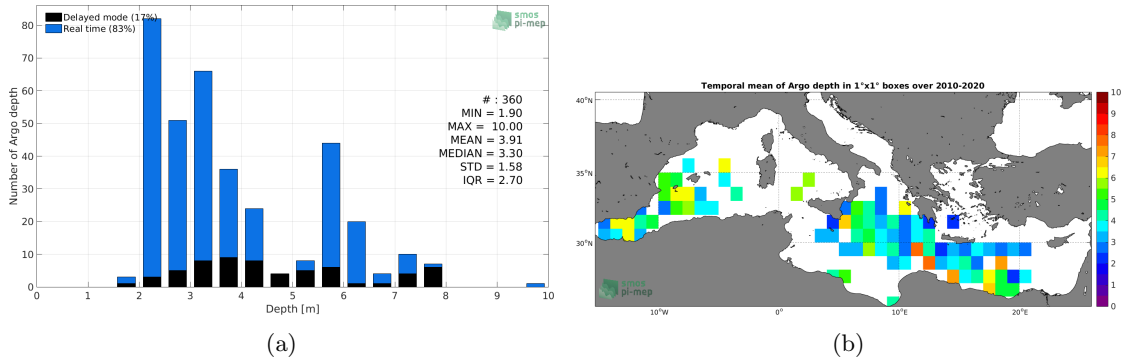 Delayed mode (17%)
Real time (83%)
smos
pi-mep
# : 360
MIN = 1.90
MAX = 10.00
MEAN = 3.91
MEDIAN = 3.30
STD = 1.58
IQR = 2.70
Number of Argo depth
80
70
60
50
40
30
20
10
0
0 1 2 3 4 5 6 7 8 9 10
Depth [m]
(a)
Temporal mean of Argo depth in 1°x1° boxes over 2010-2020
40°N
35°N
30°N
10°W 0° 10°E 20°E
smos
pi-mep
10
9
8
7
6
5
4
3
2
1
0
(b)